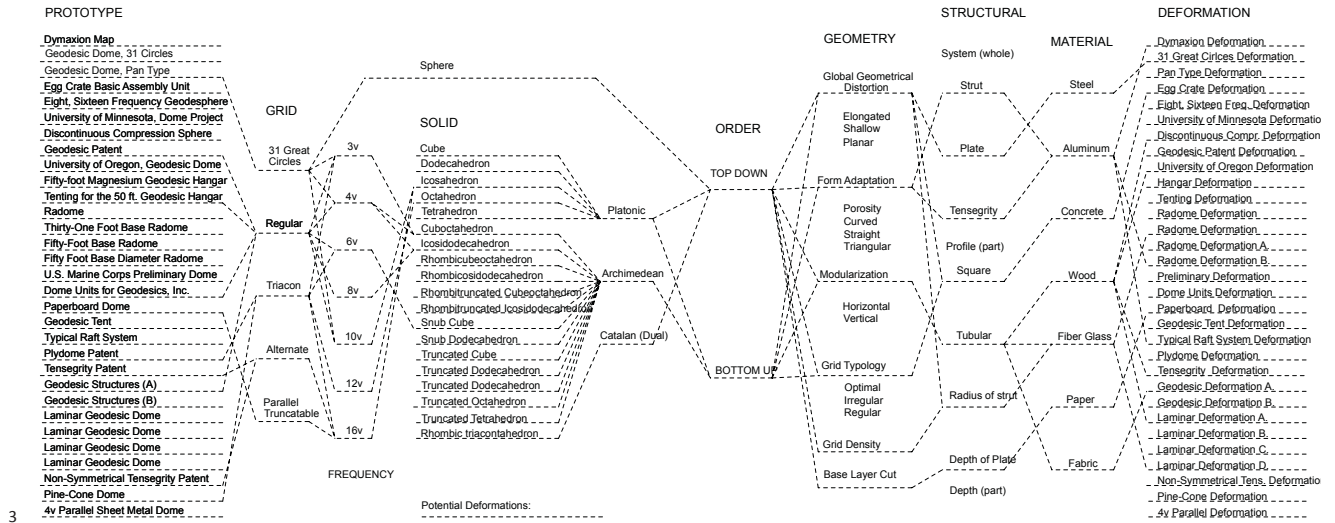 PROTOTYPE
Dymaxion Map
Geodesic Dome, 31 Circles
Geodesic Dome, Pan Type
Egg Crate Basic Assembly Unit
Eight, Sixteen Frequency Geodesphere
University of Minnesota, Dome Project
Discontinuous Compression Sphere
Geodesic Patent
University of Oregon, Geodesic Dome
Fifty-foot Magnesium Geodesic Hangar
Tenting for the 50 ft. Geodesic Hangar
Radome
Thirty-One Foot Base Radome
Fifty-Foot Base Radome
Fifty Foot Base Diameter Radome
U.S. Marine Corps Preliminary Dome
Dome Units for Geodesics, Inc.
Paperboard Dome
Geodesic Tent
Typical Raft System
Plydome Patent
Tensegrity Patent
Geodesic Structures (A)
Geodesic Structures (B)
Laminar Geodesic Dome
Laminar Geodesic Dome
Laminar Geodesic Dome
Laminar Geodesic Dome
Non-Symmetrical Tensegrity Patent
Pine-Cone Dome
4v Parallel Sheet Metal Dome
3
GRID
31 Great
Circles
Regular
Triacon
Alternate
Parallel
Truncatable
3v
4v
6v
8v
10v
12v
16v
FREQUENCY
Sphere
SOLID
Cube
Dodecahedron
Icosahedron
Octahedron
Tetrahedron
Cuboctahedron
Icosidodecahedron
Rhombicubeoctahedron
Rhombicosidodecahedron
Rhombitruncated Cubeoctahedron
Rhombitruncated Icosidodecahedron
Snub Cube
Snub Dodecahedron
Truncated Cube
Truncated Dodecahedron
Truncated Dodecahedron
Truncated Octahedron
Truncated Tetrahedron
Rhombic triacontahedron
Potential Deformations:
Platonic
Archimedean
Catalan (Dual)
ORDER
TOP DOWN
BOTTOM UP
GEOMETRY
Global Geometrical
Distortion
Elongated
Shallow
Planar
Form Adaptation
Porosity
Curved
Straight
Triangular
Modularization
Horizontal
Vertical
Grid Typology
Optimal
Irregular
Regular
Grid Density
Base Layer Cut
STRUCTURAL
System (whole)
Strut
Plate
Tensegrity
Profile (part)
Square
Tubular
Radius of strut
Depth of Plate
Depth (part)
MATERIAL
Steel
Aluminum
Concrete
Wood
Fiber Glass
Paper
Fabric
DEFORMATION
Dymaxion Deformation
31 Great Cirlces Deformation
Pan Type Deformation
Egg Crate Deformation
Eight, Sixteen Freq. Deformation
University of Minnesota Deformatio
Discontinuous Compr. Deformation
Geodesic Patent Deformation
University of Oregon Deformation
Hangar Deformation
Tenting Deformation
Radome Deformation
Radome Deformation
Radome Deformation A.
Radome Deformation B.
Preliminary Deformation
Dome Units Deformation
Paperboard Deformation
Geodesic Tent Deformation
Typical Raft System Deformation
Plydome Deformation
Tensegrity Deformation
Geodesic Deformation A.
Geodesic Deformation B.
Laminar Deformation A.
Laminar Deformation B.
Laminar Deformation C.
Laminar Deformation D.
Non-Symmetrical Tens. Deformatio
Pine-Cone Deformation
4v Parallel Deformation